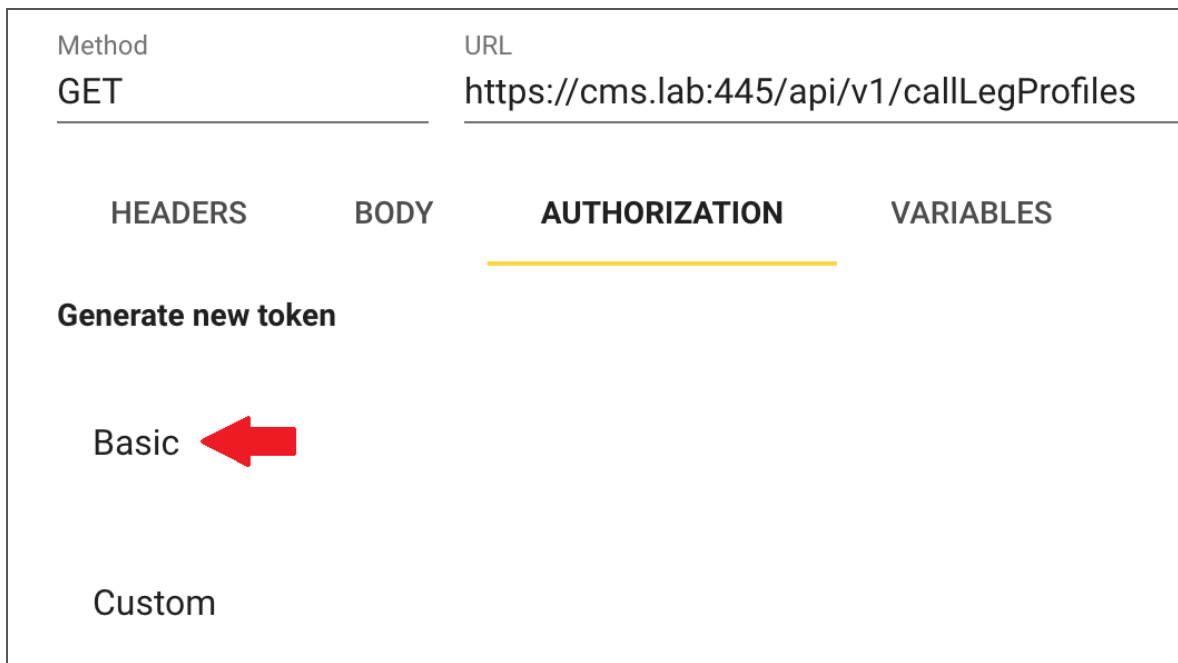 Method
URL
GET
https://cms.lab:445/api/v1/callLegProfiles
HEADERS
BODY
AUTHORIZATION
VARIABLES
Generate new token
Basic
Custom